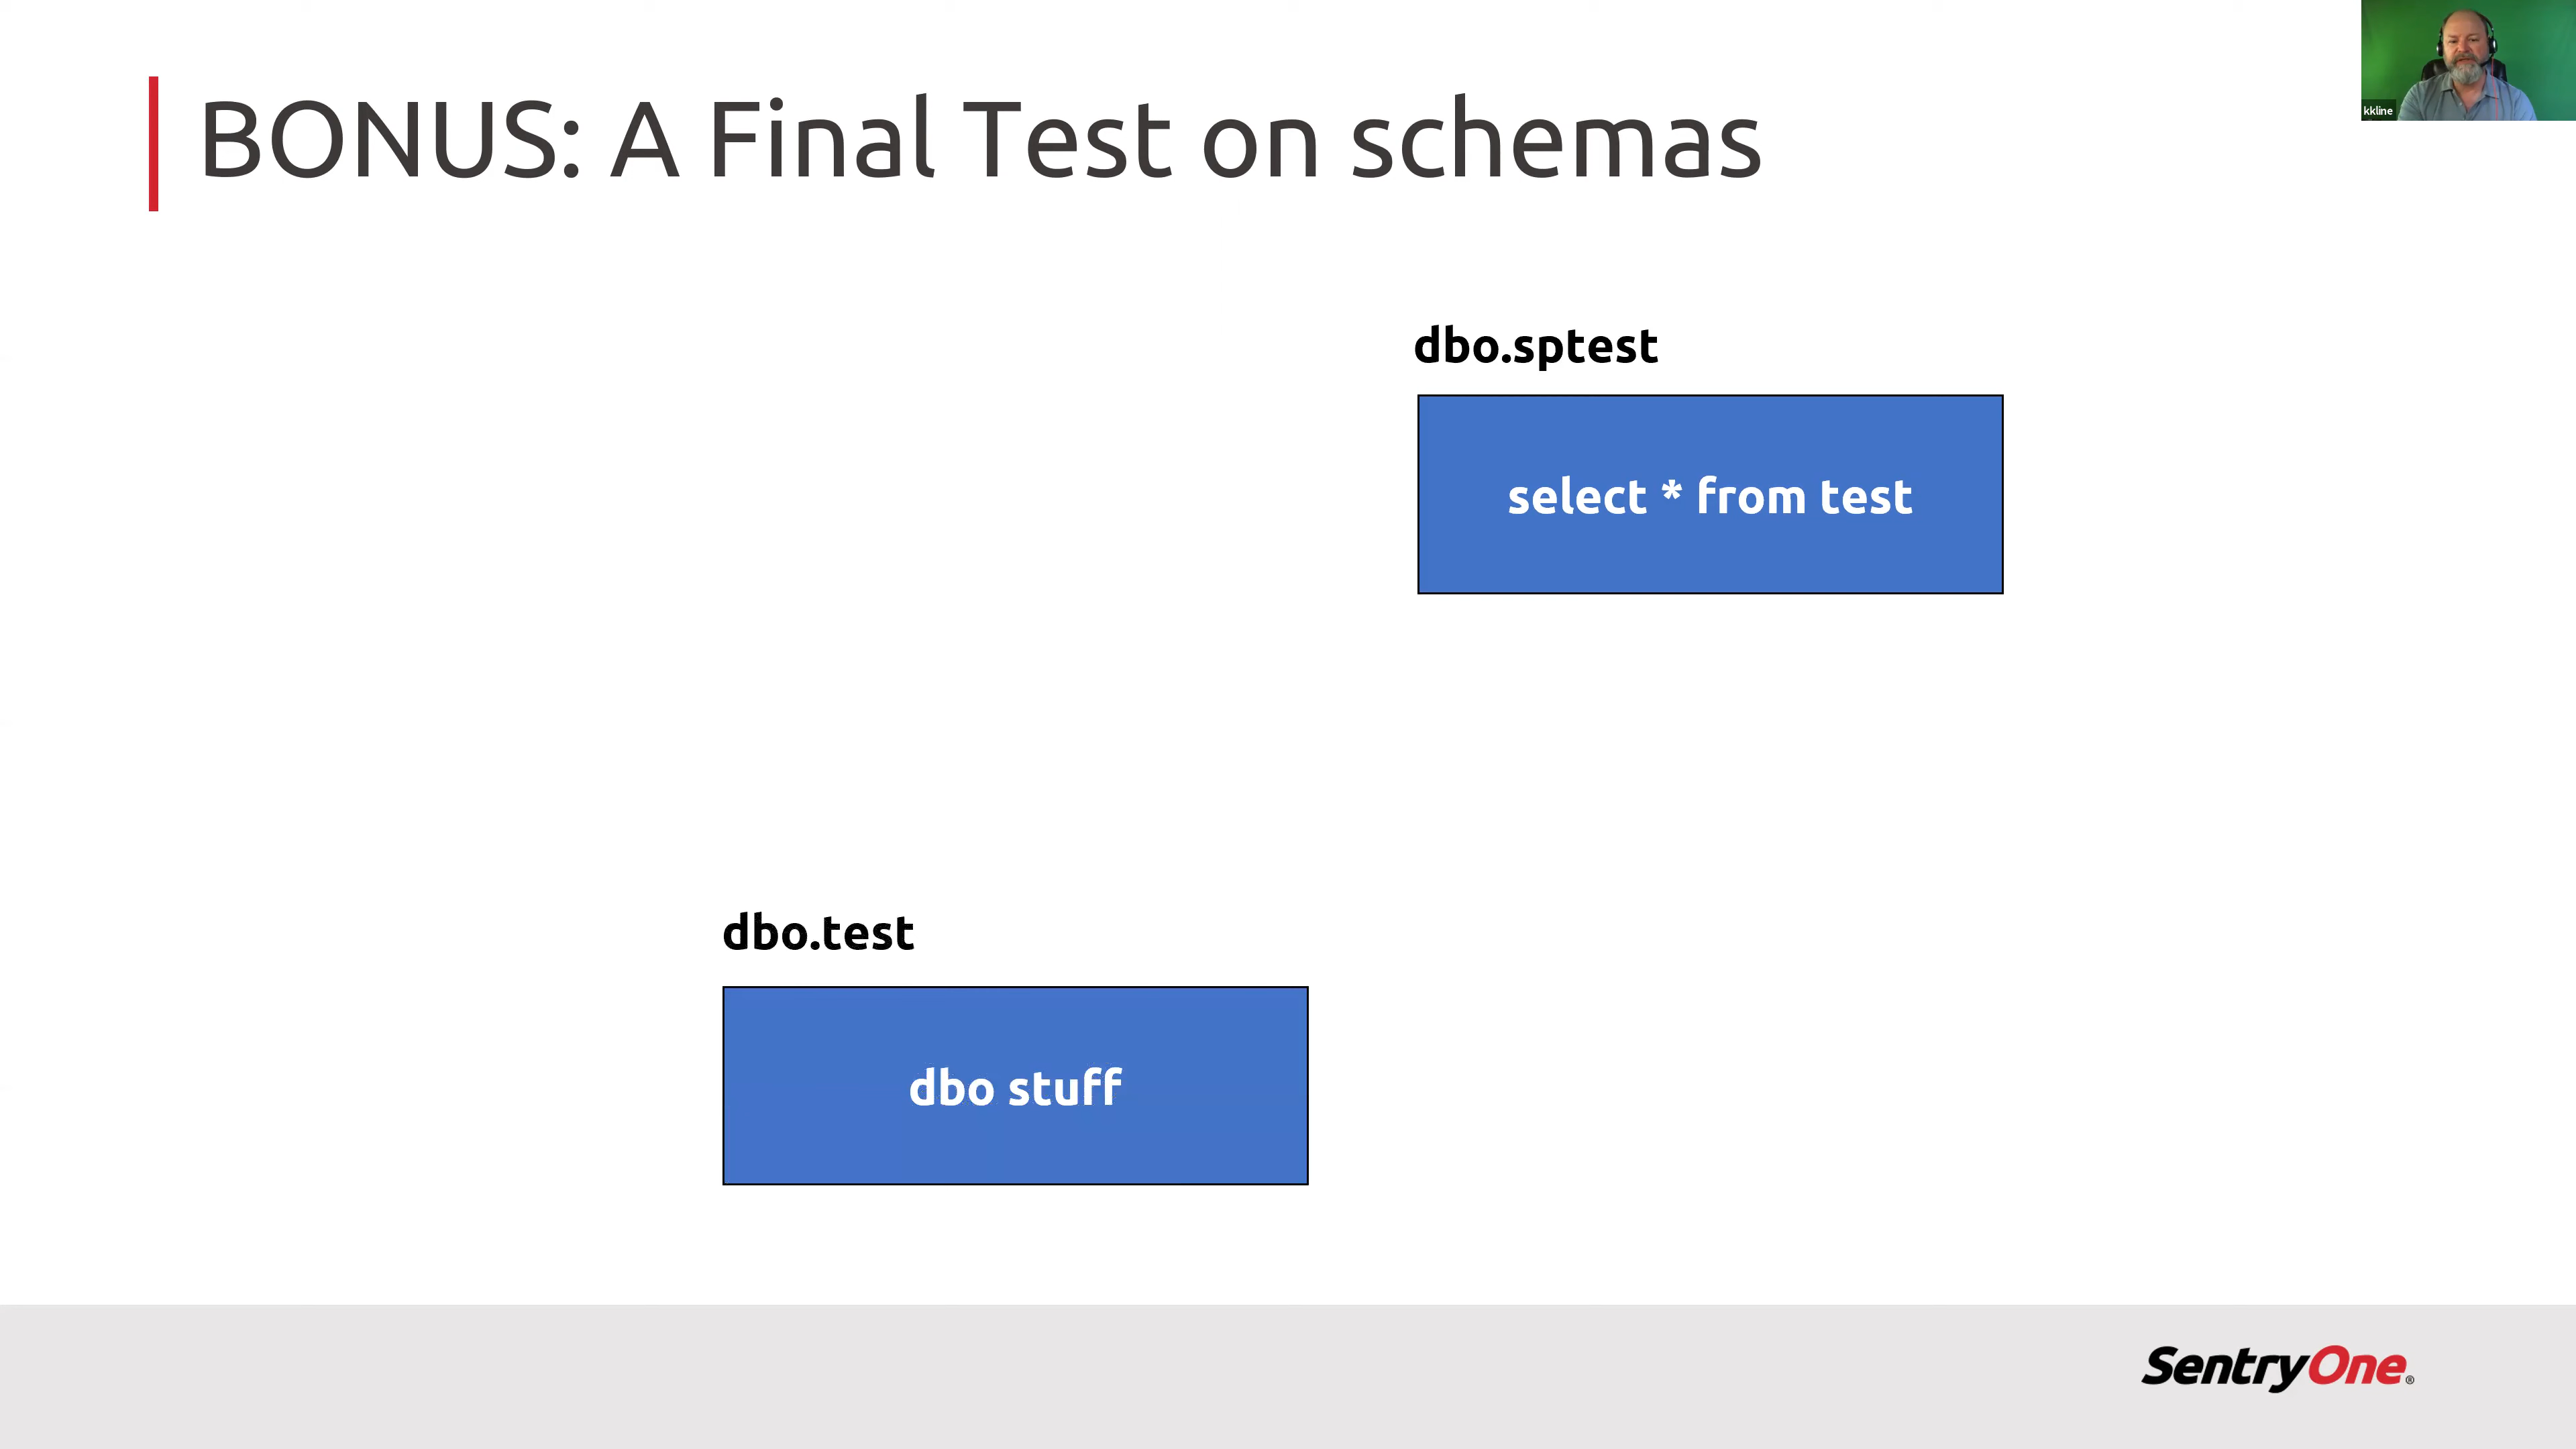 BONUS: A Final Test on schemas
kkline
dbo.sptest
select * from test
dbo.test
dbo stuff
SentryOne®